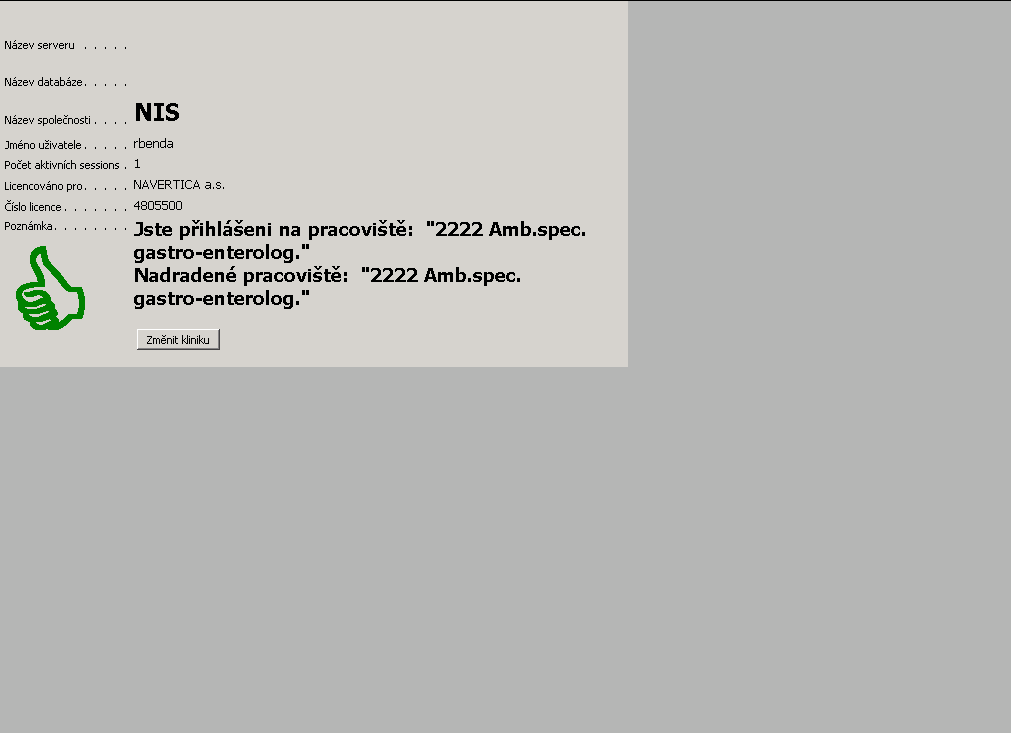 Název serveru . . . . .
Název databáze . . . . .
Název společnosti . . . . NIS
Jméno uživatele . . . . . rbenda
Počet aktivních sessions . 1
Licencováno pro . . . . . NAVERTICA a.s.
Číslo licence . . . . . . . 4805500
Poznámka . . . . . . . . Jste přihlášeni na pracoviště: "2222 Amb.spec.
gastro-enterolog."
Nadradené pracoviště: "2222 Amb.spec.
gastro-enterolog."
Změnit kliniku